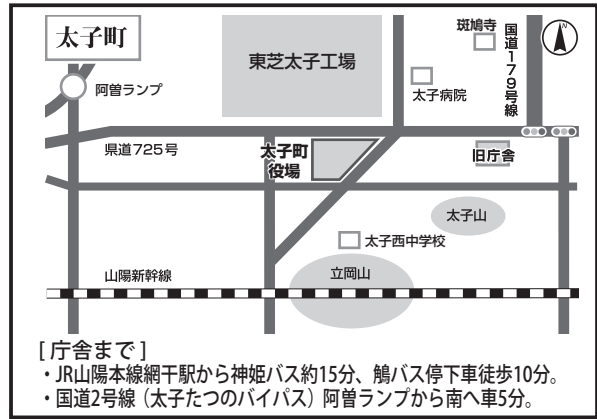 太子町
阿曽ランプ
東芝太子工場
斑鳩寺
国道179号線
N
太子病院
県道725号
太子町
役場
旧庁舎
太子山
太子西中学校
山陽新幹線
立岡山
[庁舎まで]
・JR山陽本線網干駅から神姫バス約15分、鵤バス停下車徒歩10分。
・国道2号線（太子たつのバイパス）阿曽ランプから南へ車5分。